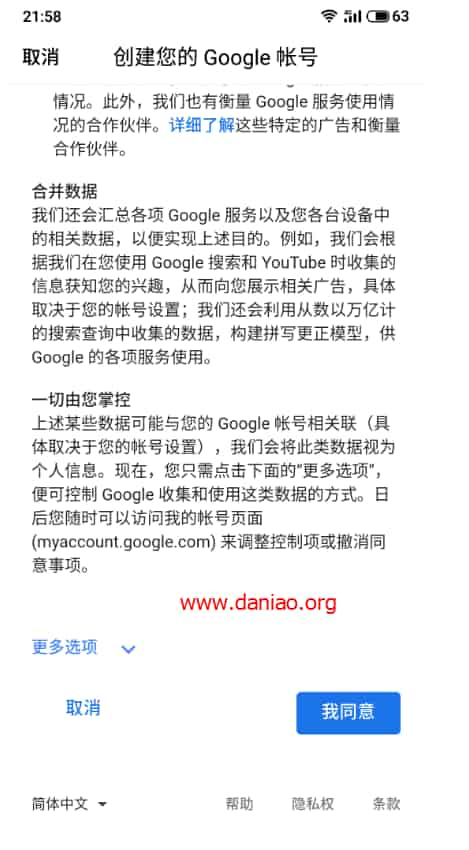 21:58
63
取消
创建您的 Google 帐号
情况。此外，我们也有衡量 Google 服务使用情
况的合作伙伴。详细了解这些特定的广告和衡量
合作伙伴。
合并数据
我们还会汇总各项 Google 服务以及您各台设备中
的相关数据，以便实现上述目的。例如，我们会根
据我们在您使用 Google 搜索和 YouTube 时收集的
信息获知您的兴趣，从而向您展示相关广告，具体
取决于您的帐号设置；我们还会利用从数以万亿计
的搜索查询中收集的数据，构建拼写更正模型，供
Google 的各项服务使用。
一切由您掌控
上述某些数据可能与您的 Google 帐号相关联（具
体取决于您的帐号设置），我们会将此类数据视为
个人信息。现在，您只需点击下面的“更多选项”，
便可控制 Google 收集和使用这类数据的方式。日
后您随时可以访问我的帐号页面
(myaccount.google.com) 来调整控制项或撤消同
意事项。
www.daniao.org
更多选项
取消
我同意
简体中文
帮助
隐私权
条款